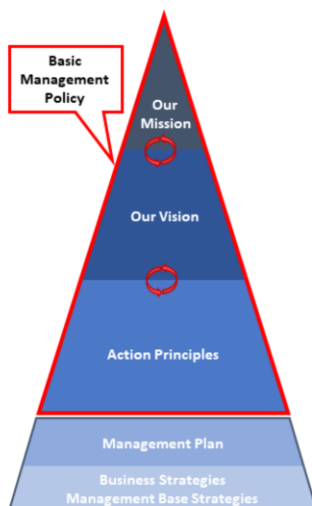 Basic
Management
Policy
Our
Mission
Our Vision
Action Principles
Management Plan
Business Strategies
Management Base Strategies